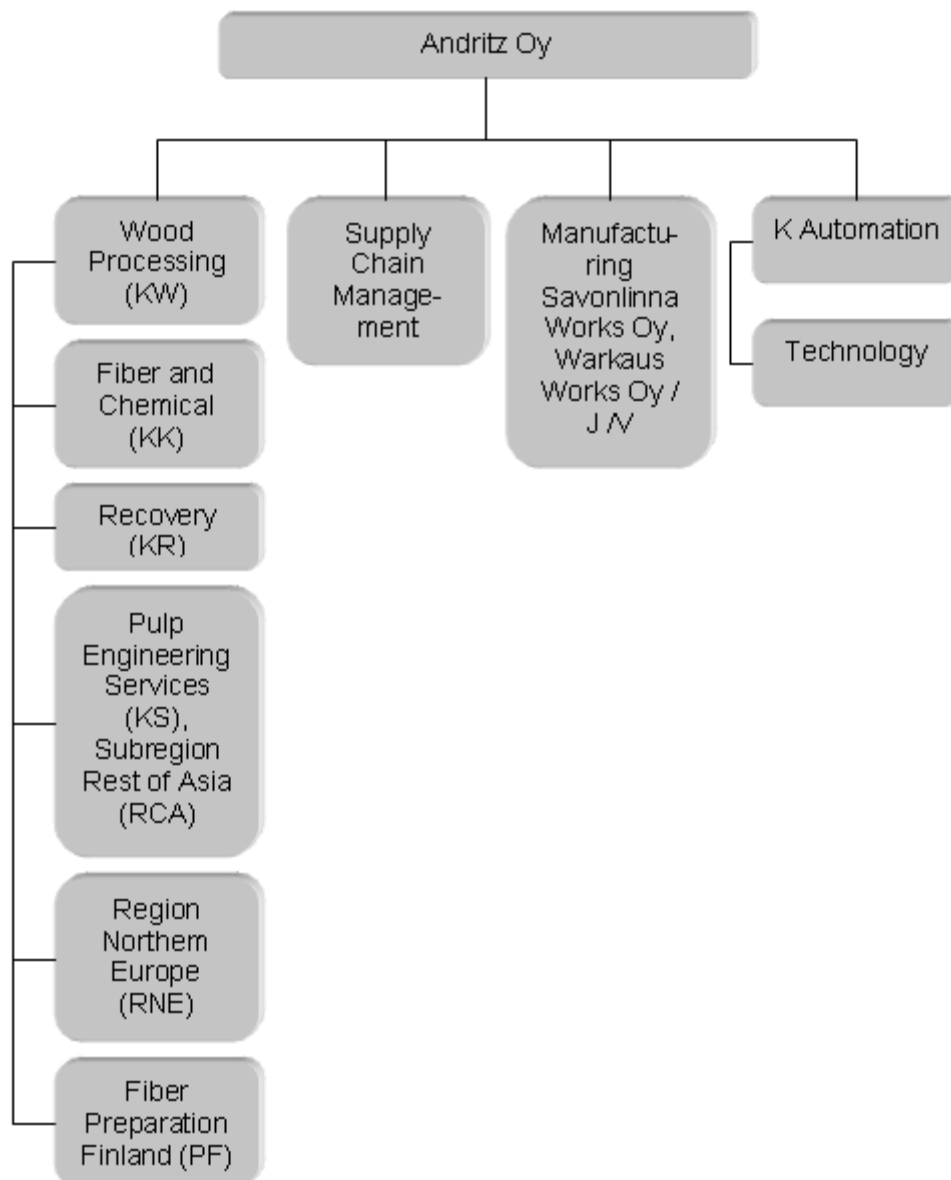 Andritz Oy
Wood
Processing
(KW)
Supply
Chain
Manage-
ment
Manufactu-
ring
Savonlinna
Works Oy,
Warkaus
Works Oy /
J /V
K Automation
Technology
Fiber and
Chemical
(KK)
Recovery
(KR)
Pulp
Engineering
Services
(KS),
Subregion
Rest of Asia
(RCA)
Region
Northern
Europe
(RNE)
Fiber
Preparation
Finland (PF)